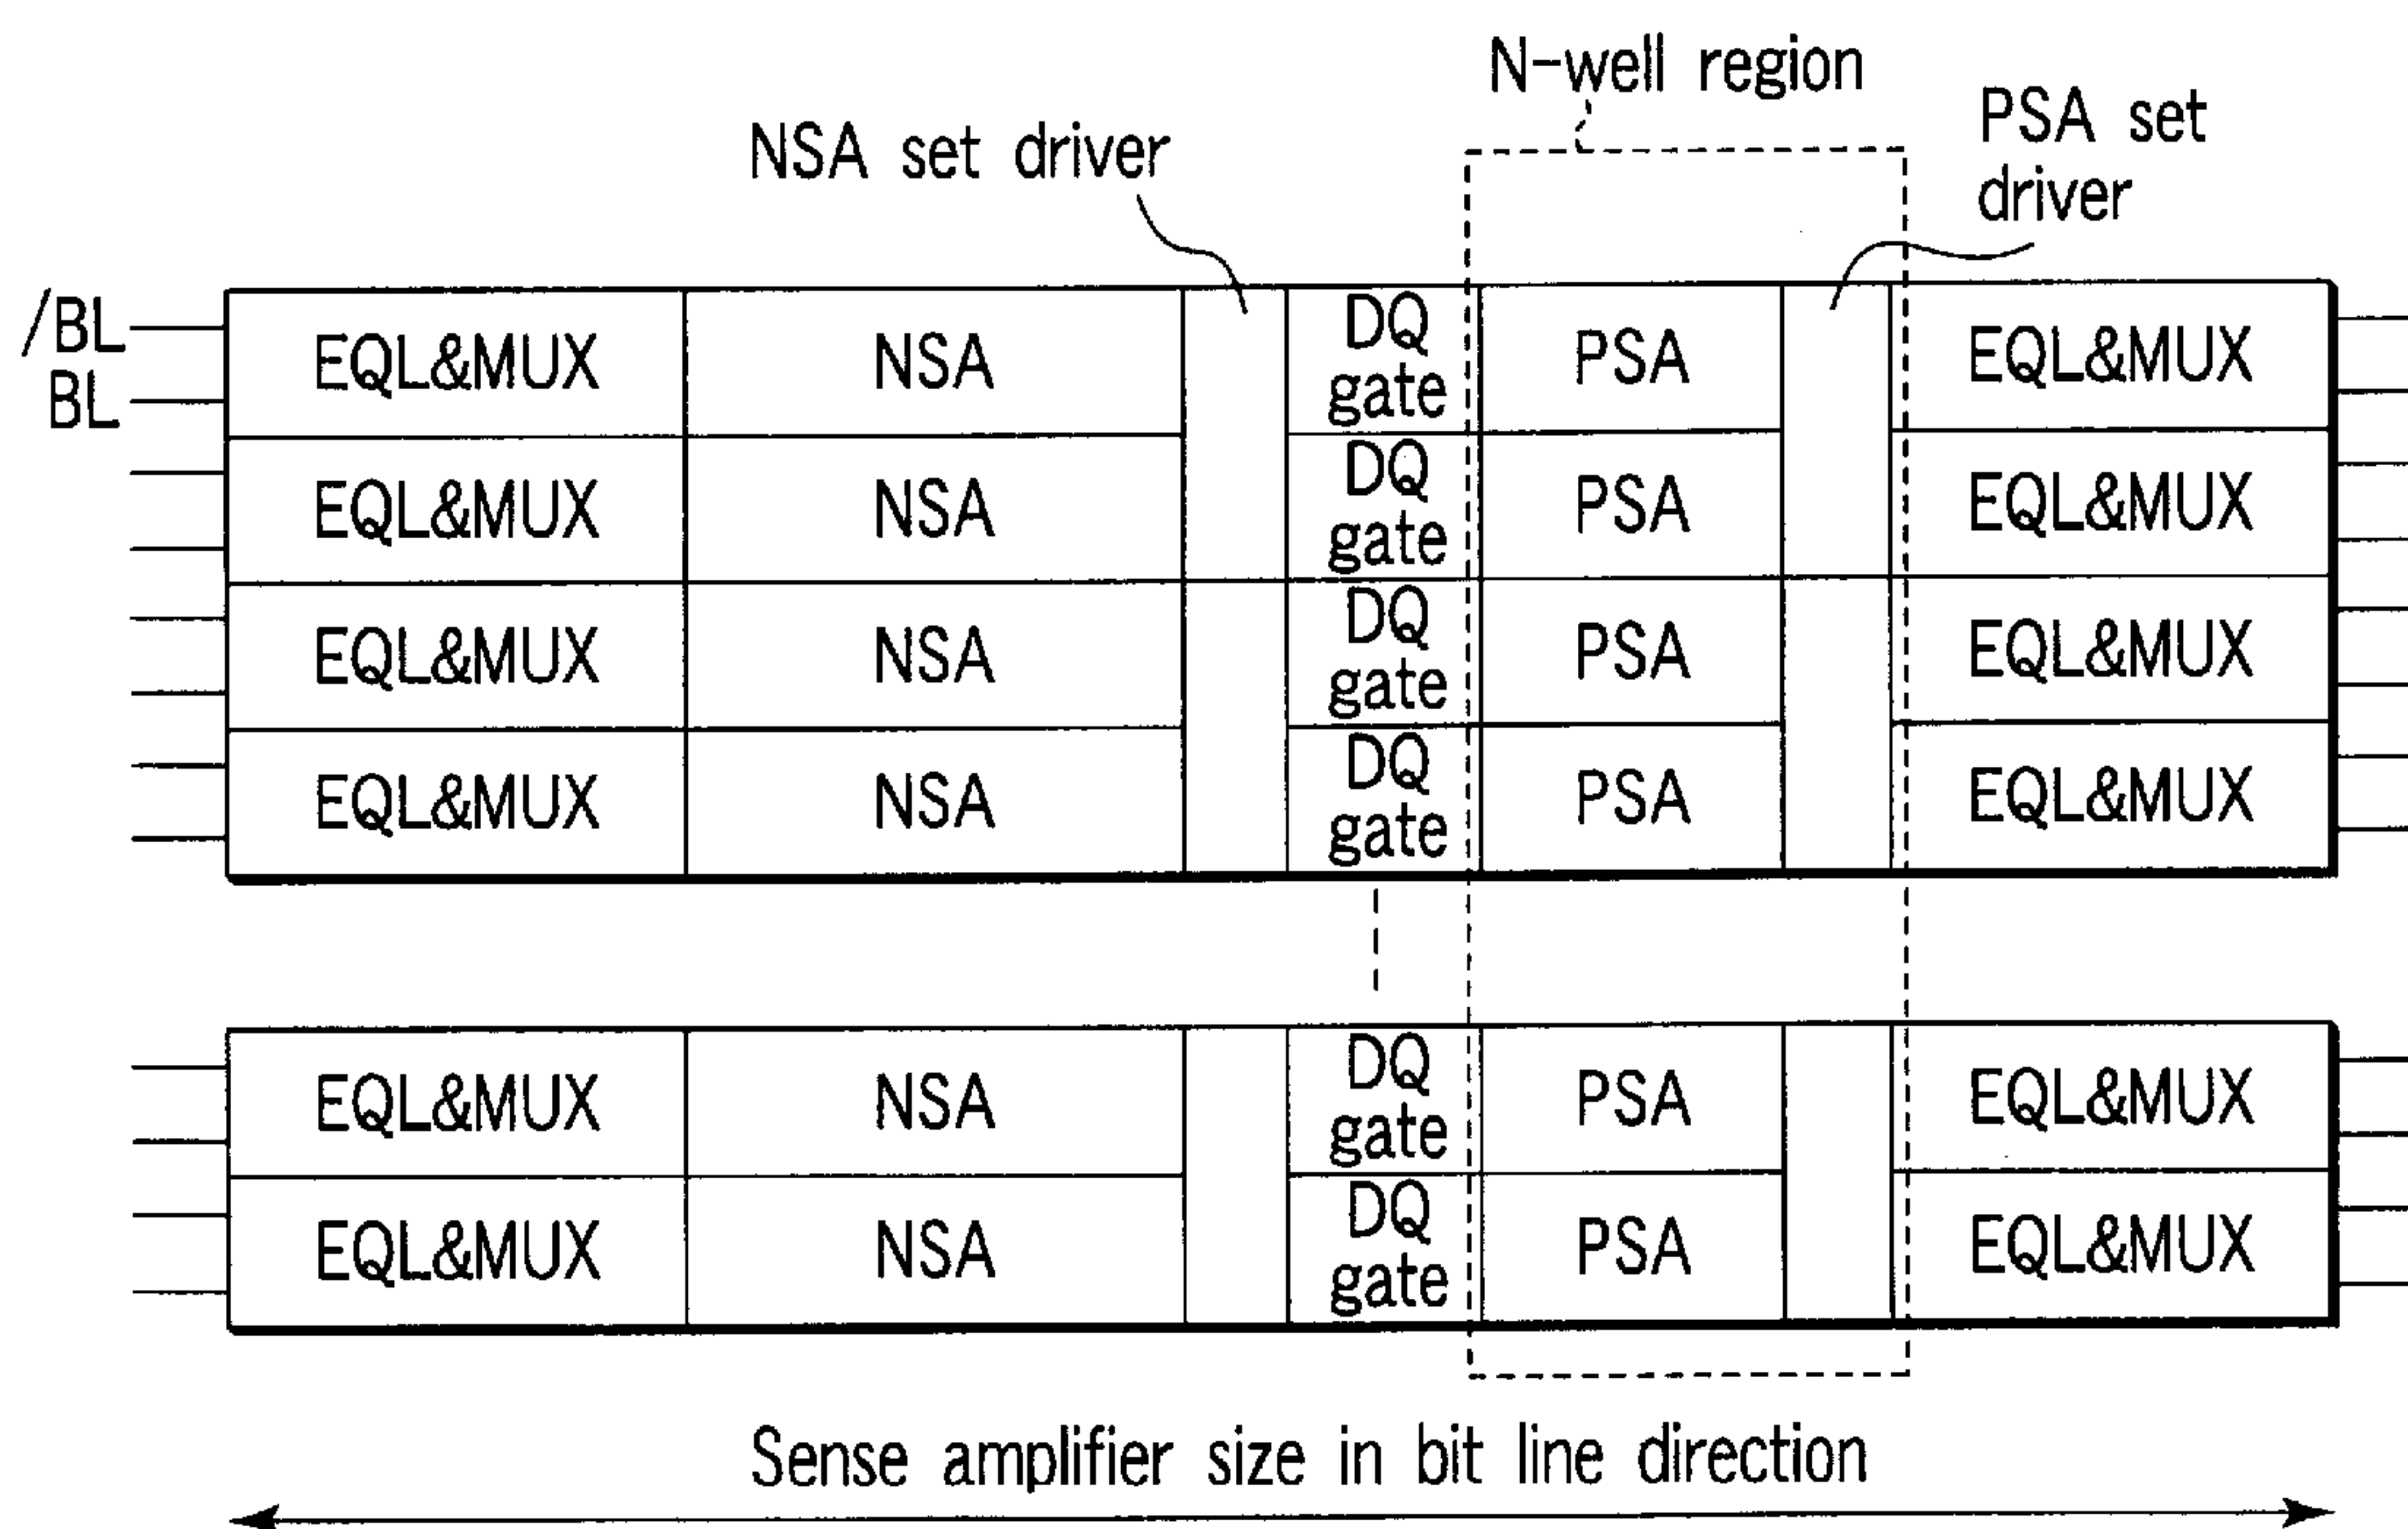 N-well region
PSA set
driver
NSA set driver
/BL
BL
EQL&MUX NSA DQ gate PSA EQL&MUX
EQL&MUX NSA DQ gate PSA EQL&MUX
EQL&MUX NSA DQ gate PSA EQL&MUX
EQL&MUX NSA DQ gate PSA EQL&MUX
EQL&MUX NSA DQ gate PSA EQL&MUX
EQL&MUX NSA DQ gate PSA EQL&MUX
Sense amplifier size in bit line direction